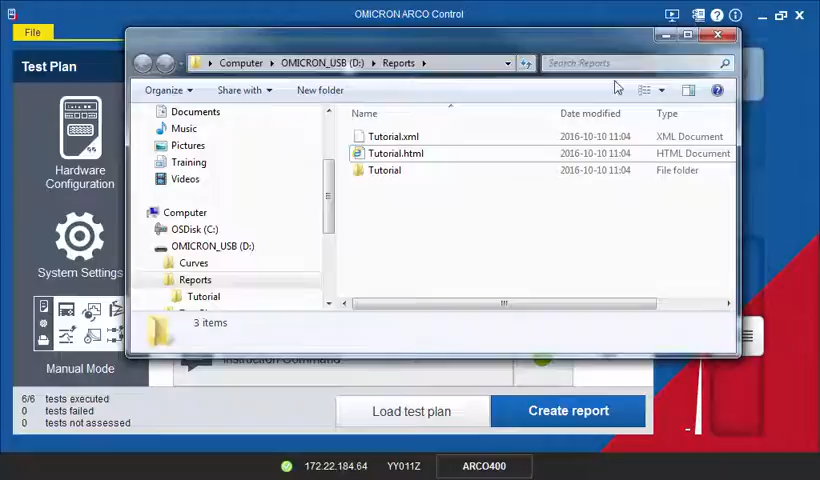 OMICRON ARCO Control
File
Computer
OMICRON_USB (D:)
Reports
Search Reports
Organize
Share with
New folder
Test Plan
Documents
Music
Pictures
Training
Videos
Computer
OSDisk (C:)
OMICRON_USB (D:)
Curves
Reports
Tutorial
Name
Date modified
Type
Tutorial.xml
2016-10-10 11:04
XML Document
Tutorial.html
2016-10-10 11:04
HTML Document
Tutorial
2016-10-10 11:04
File folder
3 items
Hardware
Configuration
System Settings
Manual Mode
Instruction Command
6/6 tests executed
0 tests failed
0 tests not assessed
Load test plan
Create report
172.22.184.64
YY011Z
ARCO400